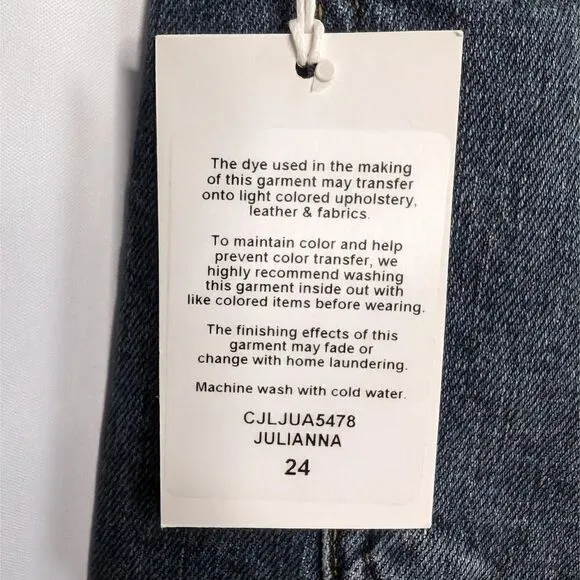 The dye used in the making
of this garment may transfer
onto light colored upholstery,
leather & fabrics.
To maintain color and help
prevent color transfer, we
highly recommend washing
this garment inside out with
like colored items before wearing.
The finishing effects of this
garment may fade or
change with home laundering.
Machine wash with cold water.
CJLJUA5478
JULIANNA
24